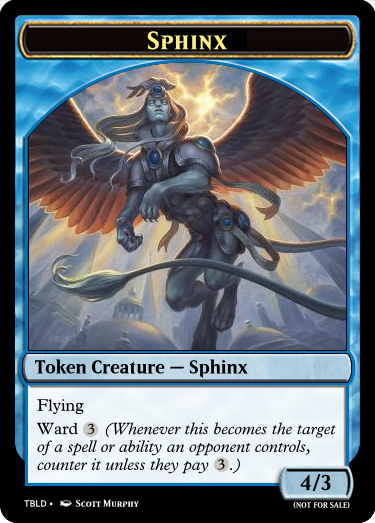 Sphinx
Token Creature — Sphinx
Flying
Ward 3 (Whenever this becomes the target
of a spell or ability an opponent controls,
counter it unless they pay 3.)
4/3
TBLD • Scott Murphy
(NOT FOR SALE)